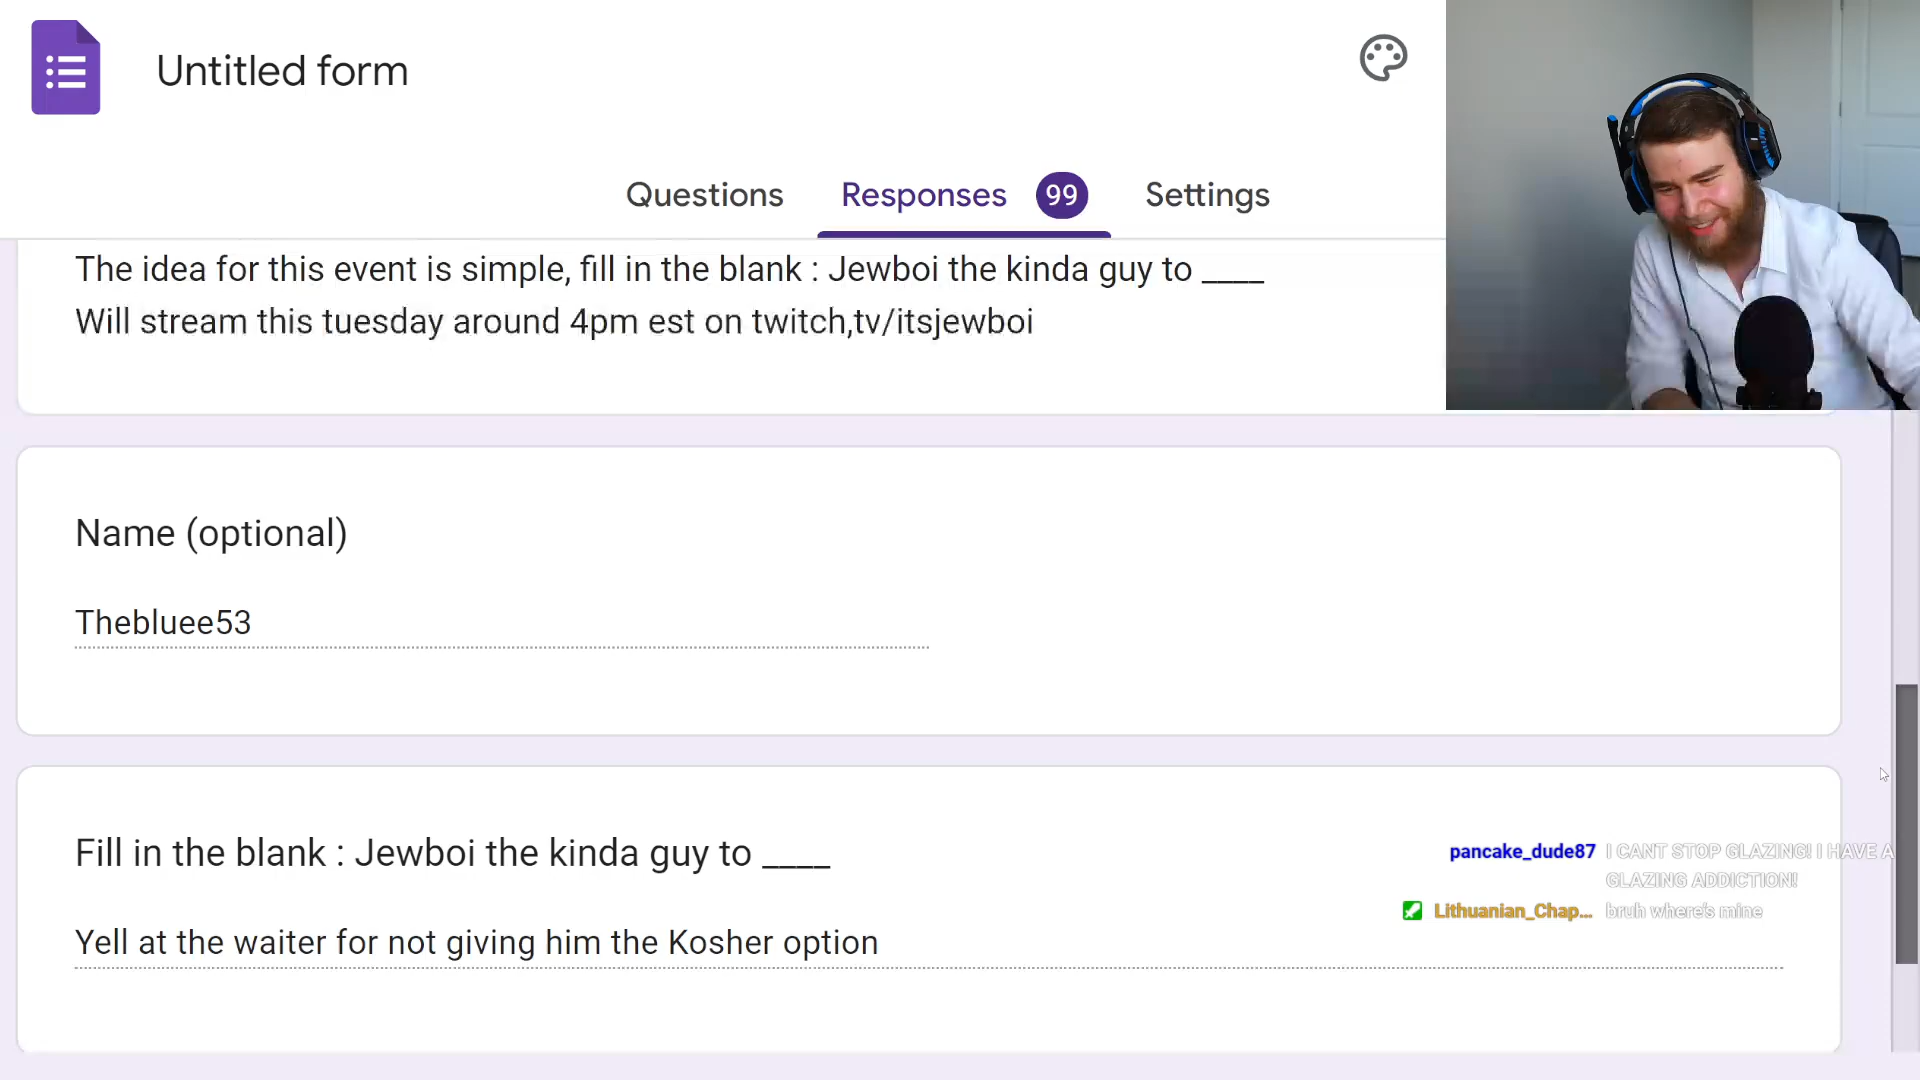 Untitled form
Questions
Responses 99
Settings
The idea for this event is simple, fill in the blank : Jewboi the kinda guy to ____
Will stream this tuesday around 4pm est on twitch,tv/itsjewboi
Name (optional)
Thebluee53
Fill in the blank : Jewboi the kinda guy to ____
Yell at the waiter for not giving him the Kosher option
pancake_dude87 I CANT STOP GLAZING! I HAVE A
GLAZING ADDICTION!
Lithuanian_Chap... bruh where's mine